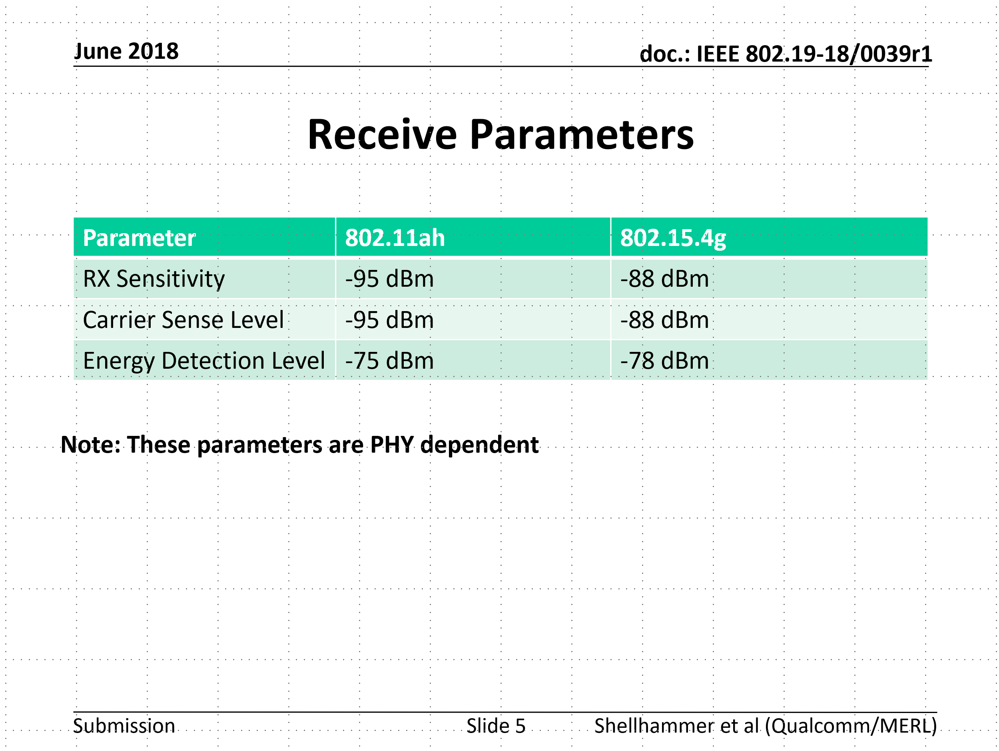 June 2018 doc.: IEEE 802.19-18/0039r1
Receive Parameters
Parameter 802.11ah 802.15.4g
RX Sensitivity -95 dBm -88 dBm
Carrier Sense Level -95 dBm -88 dBm
Energy Detection Level -75 dBm -78 dBm
Note: These parameters are PHY dependent
Submission Slide 5 Shellhammer et al (Qualcomm/MERL)